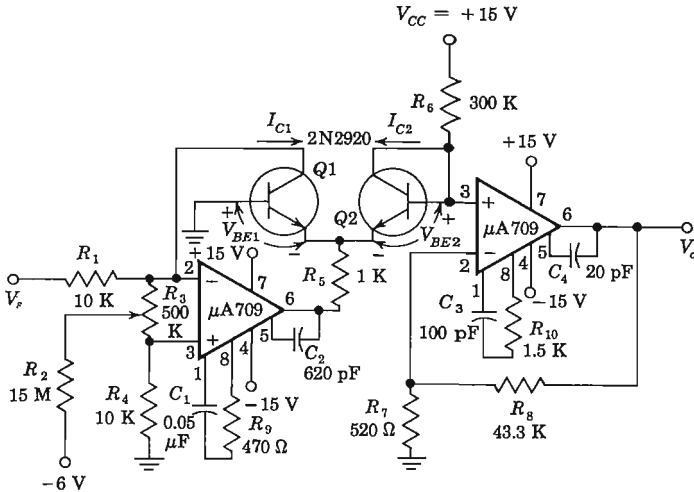 V_CC = +15 V
R_6
300 K
I_C1
I_C2
2N2920
Q1
Q2
+15 V
3
+
7
μA709
6
5
−
2
1
8
4
C_4
20 pF
V_o
−15 V
C_3
100 pF
R_10
1.5 K
+
V_BE1
−
−
V_BE2
+
+15 V
R_5
1 K
R_1
10 K
V_s
2
−
7
μA709
6
R_3
500
K
+
3
1
8
4
5
C_2
620 pF
R_2
15 M
R_4
10 K
C_1
0.05
μF
−15 V
R_9
470 Ω
R_7
520 Ω
R_8
43.3 K
−6 V